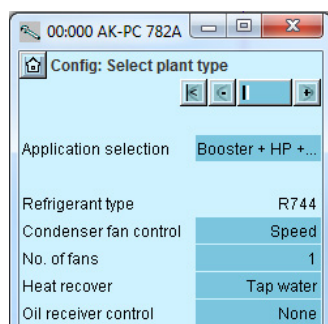 00:000 AK-PC 782A
Config: Select plant
type
Application selection Booster + HP +...
Refrigerant type R744
Condenser fan control Speed
No. of fans 1
Heat recover Tap water
Oil receiver control None